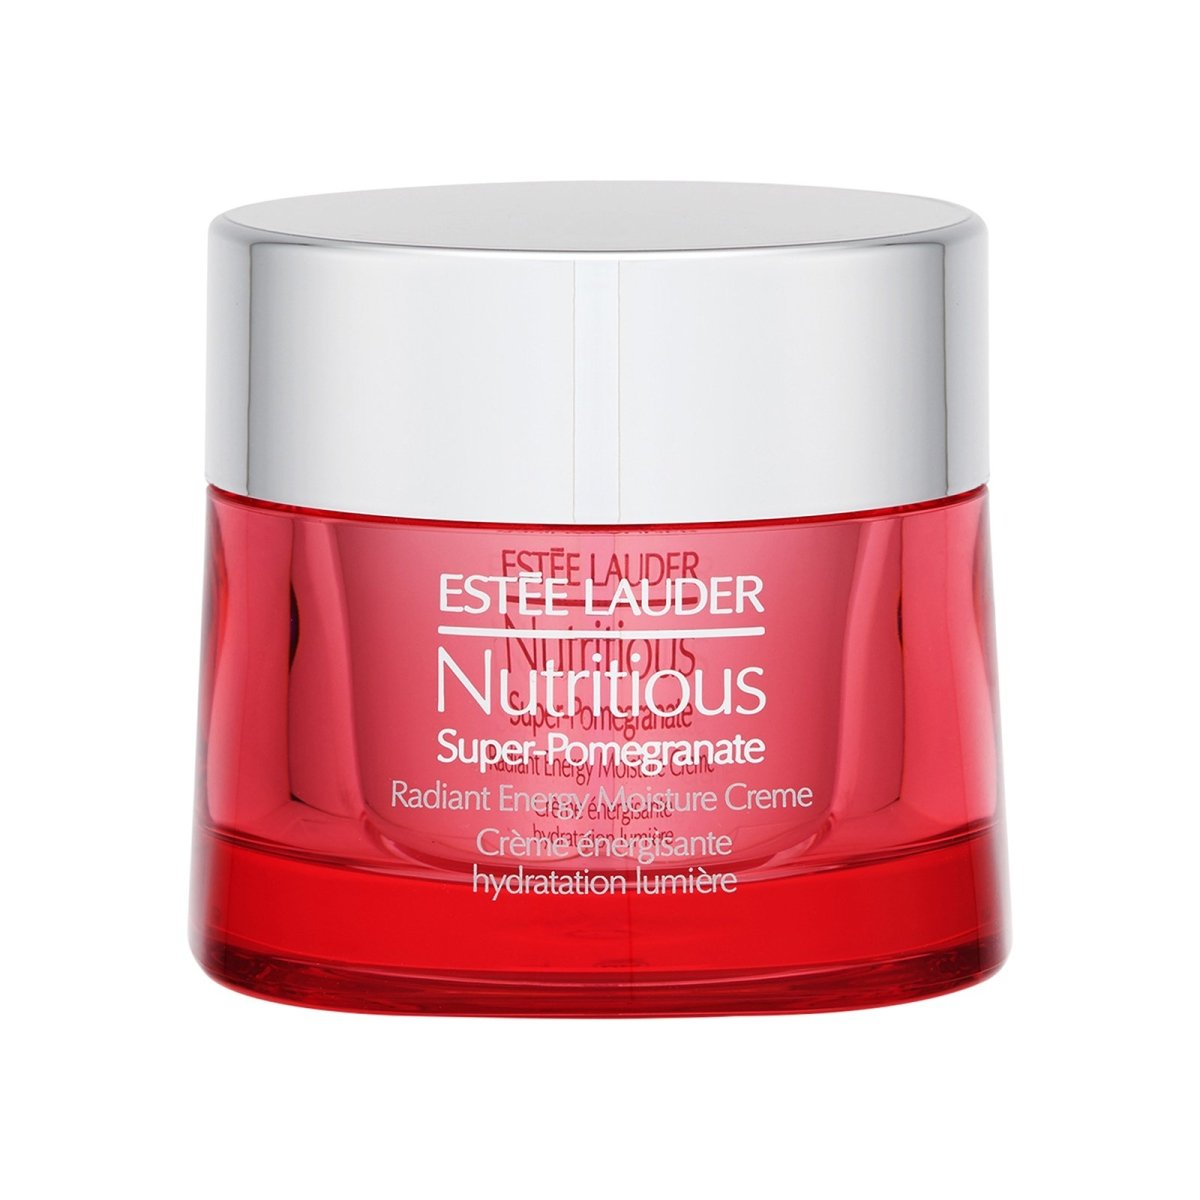 ESTĒE LAUDER
Nutritious
Super-Pomegranate
Radiant Energy Moisture Creme
Crème énergisante
hydratation lumière